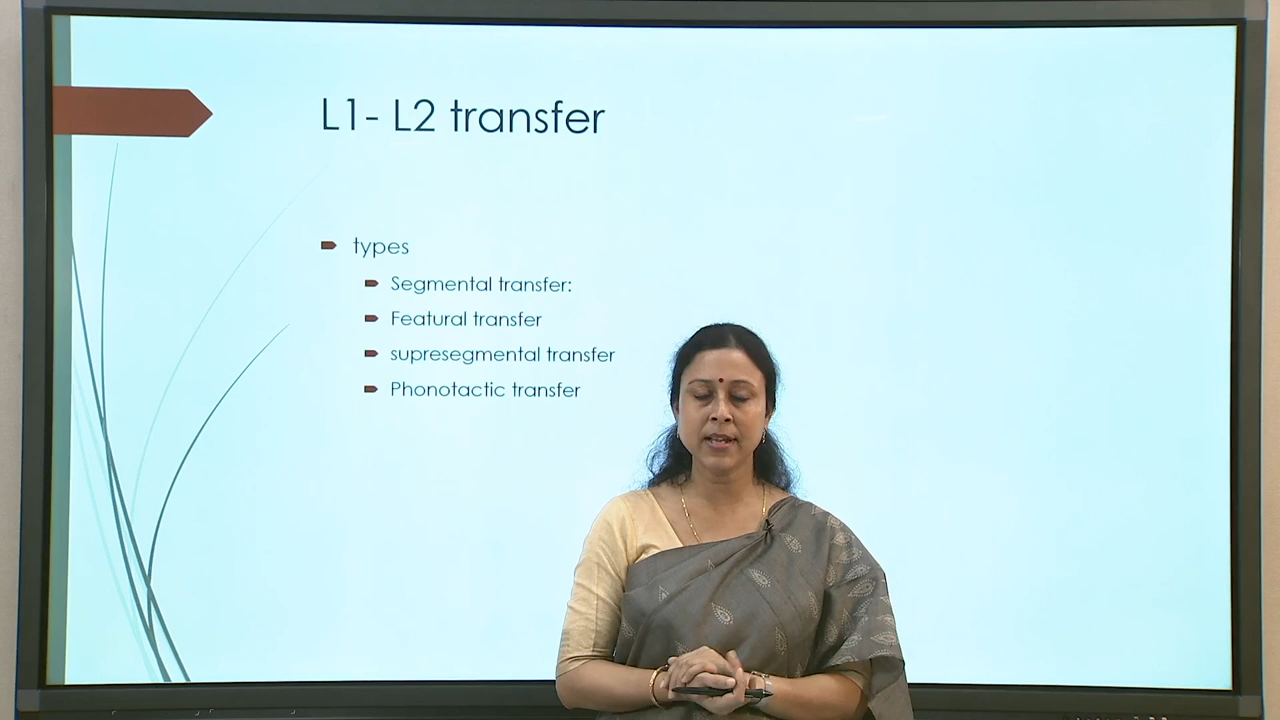 L1- L2 transfer
types
Segmental transfer:
Featural transfer
supresegmental transfer
Phonotactic transfer